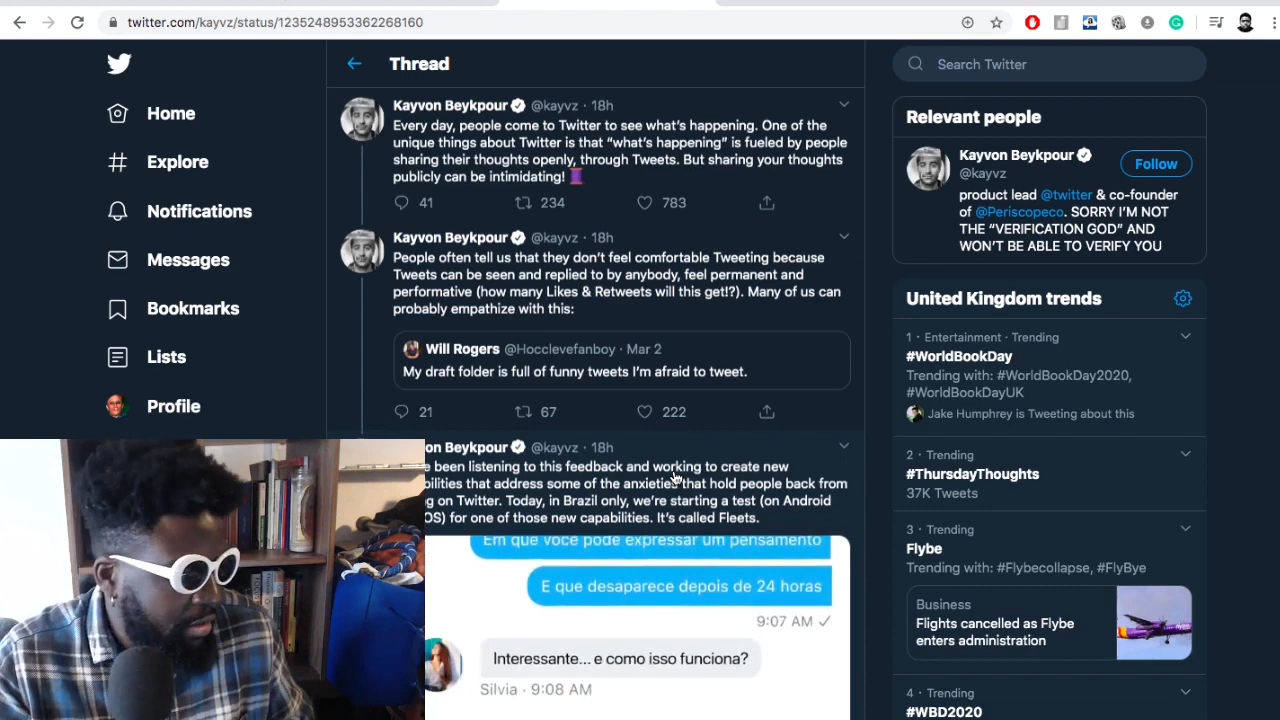 twitter.com/kayvz/status/1235248953362268160
Home
Explore
Notifications
Messages
Bookmarks
Lists
Profile
Thread
Kayvon Beykpour @kayvz · 18h
Every day, people come to Twitter to see what's happening. One of the
unique things about Twitter is that "what's happening" is fueled by people
sharing their thoughts openly, through Tweets. But sharing your thoughts
publicly can be intimidating!
41 234 783
Kayvon Beykpour @kayvz · 18h
People often tell us that they don't feel comfortable Tweeting because
Tweets can be seen and replied to by anybody, feel permanent and
performative (how many Likes & Retweets will this get!?). Many of us can
probably empathize with this:
Will Rogers @Hocclevefanboy · Mar 2
My draft folder is full of funny tweets I'm afraid to tweet.
21 67 222
on Beykpour @kayvz · 18h
e been listening to this feedback and working to create new
bilities that address some of the anxieties that hold people back from
g on Twitter. Today, in Brazil only, we're starting a test (on Android
OS) for one of those new capabilities. It's called Fleets.
Em que você pode expressar um pensamento
E que desaparece depois de 24 horas
9:07 AM
Interessante... e como isso funciona?
Silvia · 9:08 AM
Search Twitter
Relevant people
Kayvon Beykpour
@kayvz
Follow
product lead @twitter & co-founder
of @Periscopeco. SORRY I'M NOT
THE "VERIFICATION GOD" AND
WON'T BE ABLE TO VERIFY YOU
United Kingdom trends
1 · Entertainment · Trending
#WorldBookDay
Trending with: #WorldBookDay2020,
#WorldBookDayUK
Jake Humphrey is Tweeting about this
2 · Trending
#ThursdayThoughts
37K Tweets
3 · Trending
Flybe
Trending with: #Flybecollapse, #FlyBye
Business
Flights cancelled as Flybe
enters administration
4 · Trending
#WBD2020